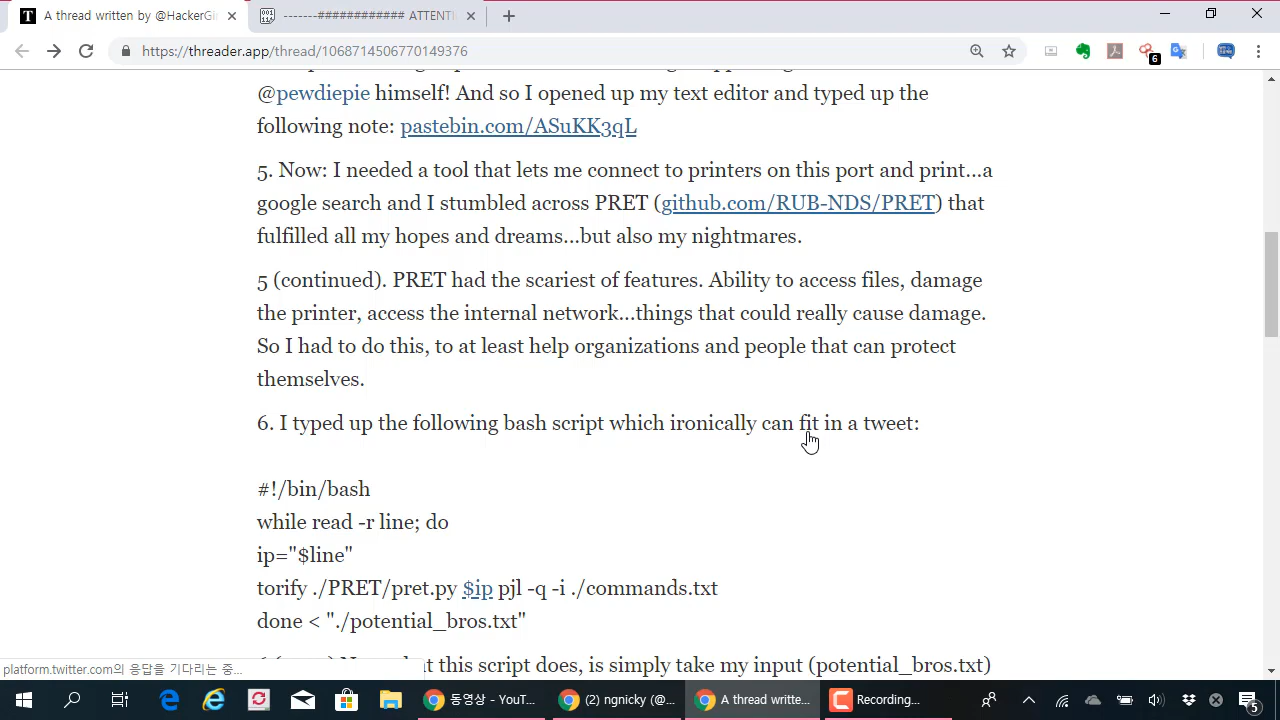 A thread written by @HackerGi
-------############ ATTENTI
https://threader.app/thread/1068714506770149376
6
@pewdiepie himself! And so I opened up my text editor and typed up the
following note: pastebin.com/ASuKK3qL
5. Now: I needed a tool that lets me connect to printers on this port and print...a
google search and I stumbled across PRET (github.com/RUB-NDS/PRET) that
fulfilled all my hopes and dreams...but also my nightmares.
5 (continued). PRET had the scariest of features. Ability to access files, damage
the printer, access the internal network...things that could really cause damage.
So I had to do this, to at least help organizations and people that can protect
themselves.
6. I typed up the following bash script which ironically can fit in a tweet:
#!/bin/bash
while read -r line; do
ip="$line"
torify ./PRET/pret.py $ip pjl -q -i ./commands.txt
done < "./potential_bros.txt"
this script does, is simply take my input (potential_bros.txt)
platform.twitter.com의 응답을 기다리는 중...
동영상 - YouT...
(2) ngnicky (@...
A thread writte...
Recording...
5